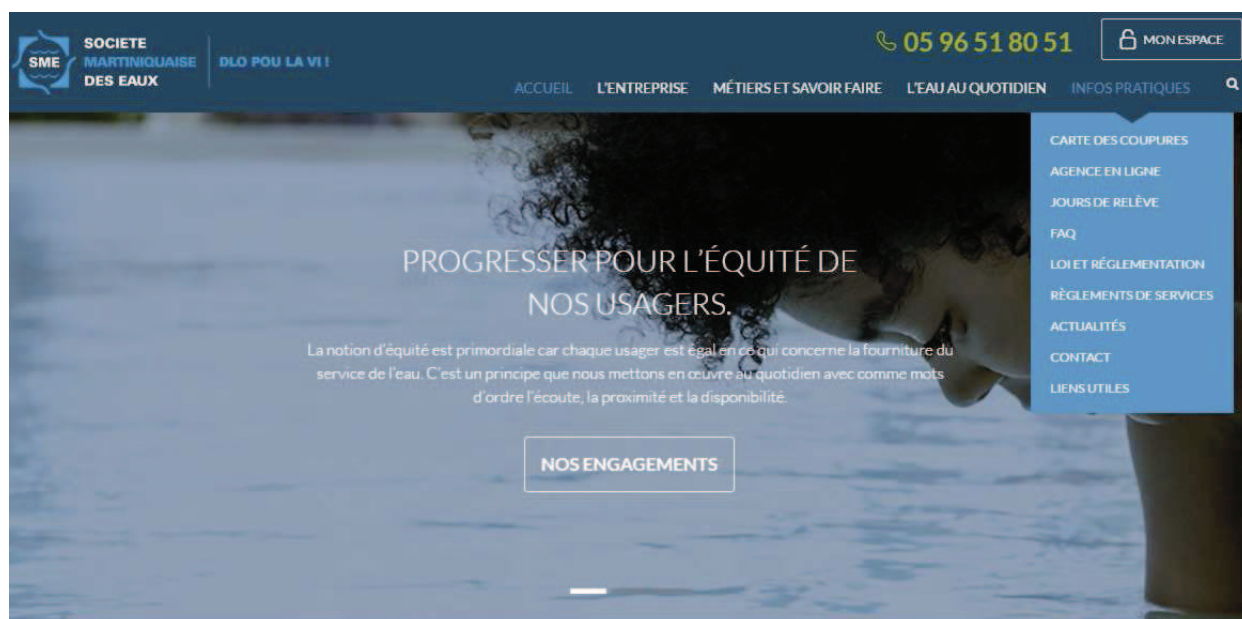 SME
SOCIETE
MARTINIQUAISE
DES EAUX
DLO POU LA VI !
05 96 51 80 51
MON ESPACE
ACCUEIL L'ENTREPRISE MÉTIERS ET SAVOIR FAIRE L'EAU AU QUOTIDIEN INFOS PRATIQUES
CARTE DES COUPURES
AGENCE EN LIGNE
JOURS DE RELÈVE
FAQ
LOI ET RÉGLEMENTATION
RÈGLEMENTS DE SERVICES
ACTUALITÉS
CONTACT
LIENS UTILES
PROGRESSER POUR L'ÉQUITÉ DE
NOS USAGERS.
La notion d'équité est primordiale car chaque usager est égal en ce qui concerne la fourniture du
service de l'eau. C'est un principe que nous mettons en œuvre au quotidien avec comme mots
d'ordre l'écoute, la proximité et la disponibilité.
NOS ENGAGEMENTS